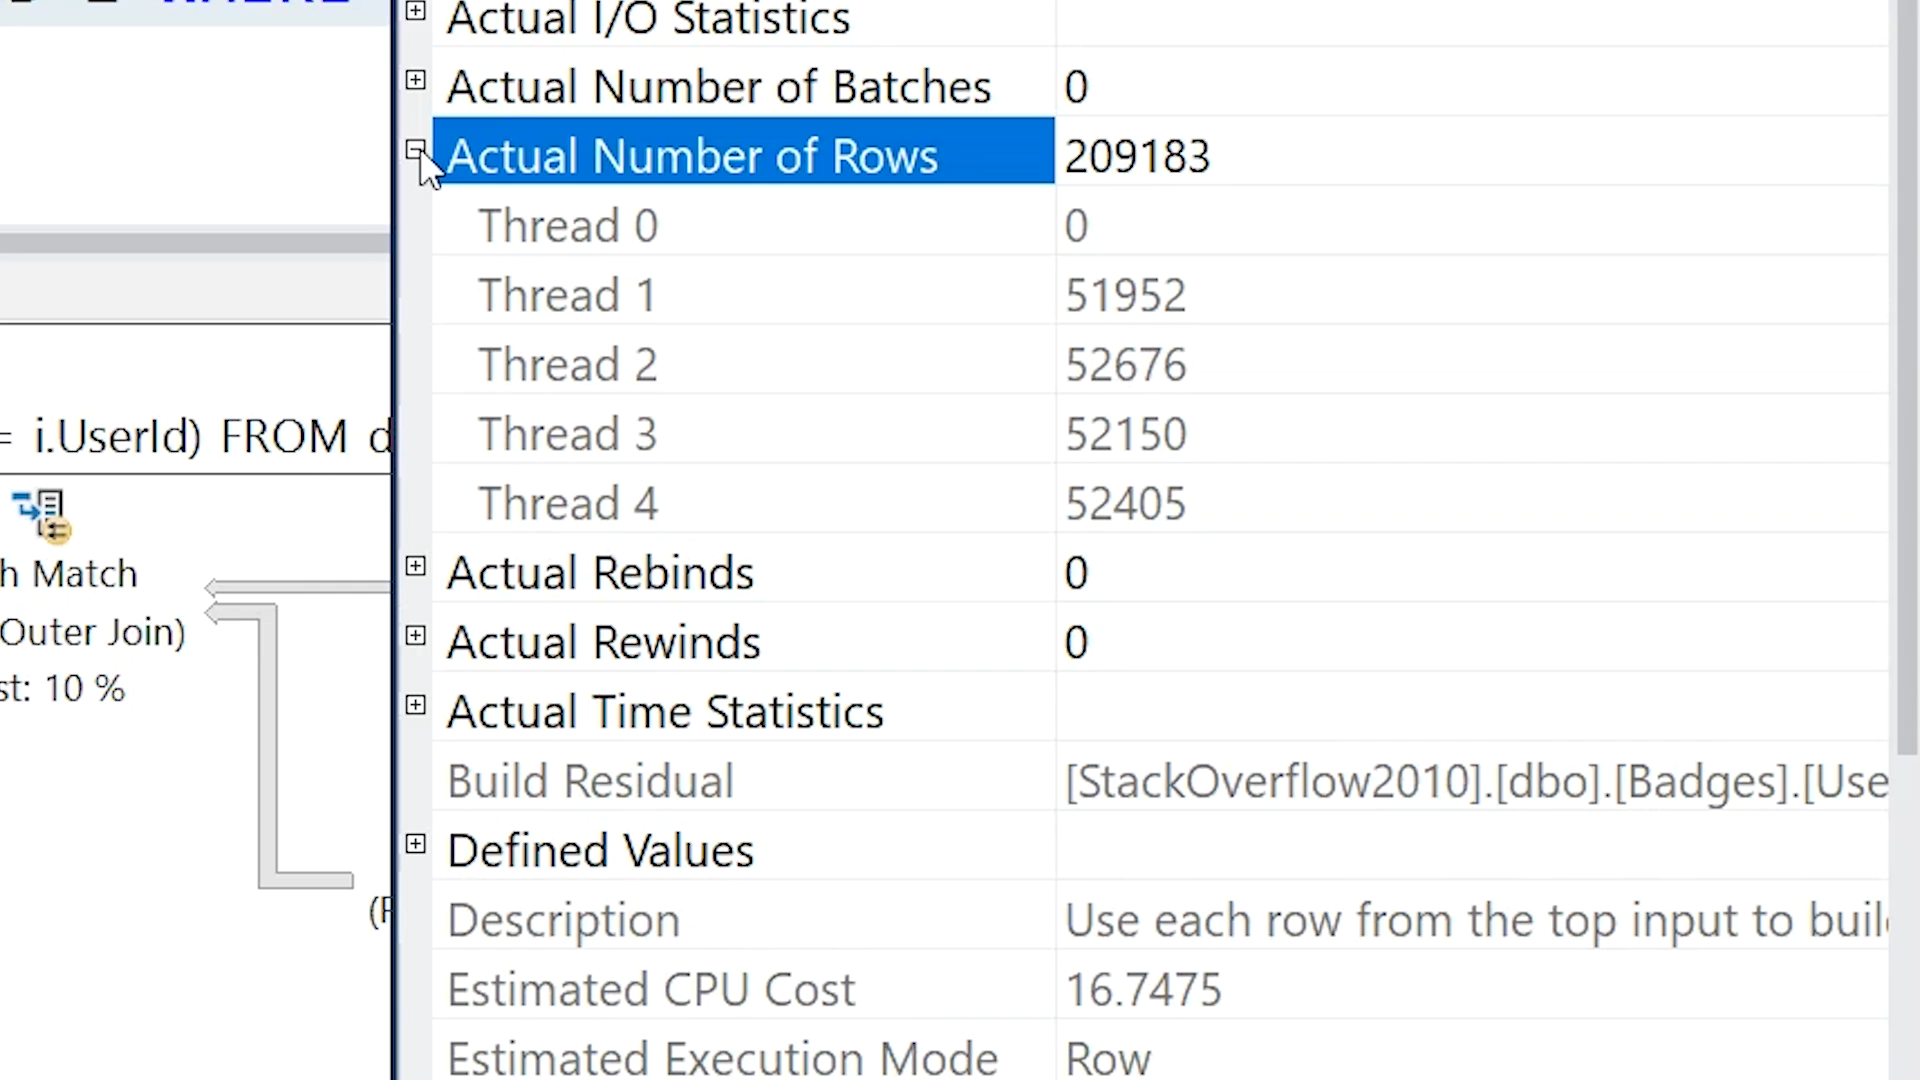 WHERE
= i.UserId) FROM d
h Match
(Outer Join)
st: 10 %
Actual I/O Statistics
Actual Number of Batches 0
Actual Number of Rows 209183
Thread 0 0
Thread 1 51952
Thread 2 52676
Thread 3 52150
Thread 4 52405
Actual Rebinds 0
Actual Rewinds 0
Actual Time Statistics
Build Residual [StackOverflow2010].[dbo].[Badges].[Use
Defined Values
Description Use each row from the top input to buil
Estimated CPU Cost 16.7475
Estimated Execution Mode Row